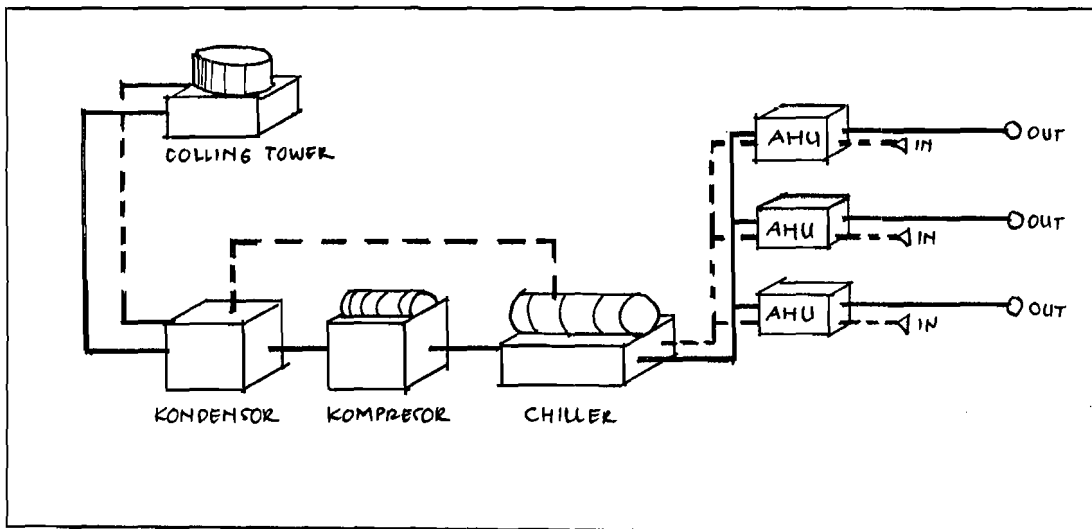 COLLING TOWER
AHU
OUT
IN
AHU
OUT
IN
AHU
OUT
IN
KONDENSOR
KOMPRESOR
CHILLER